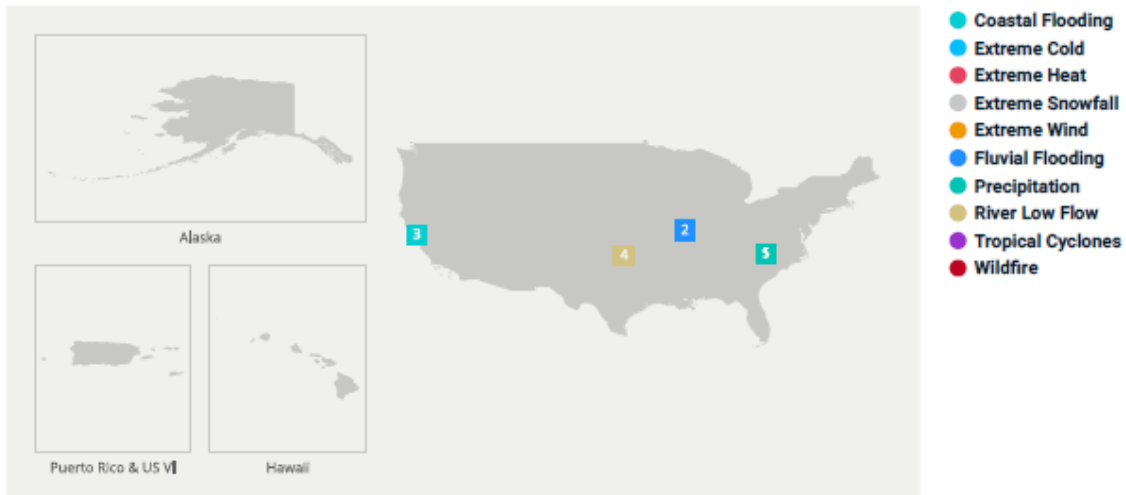 Alaska
Puerto Rico & US VI
Hawaii
3
2
4
5
Coastal Flooding
Extreme Cold
Extreme Heat
Extreme Snowfall
Extreme Wind
Fluvial Flooding
Precipitation
River Low Flow
Tropical Cyclones
Wildfire